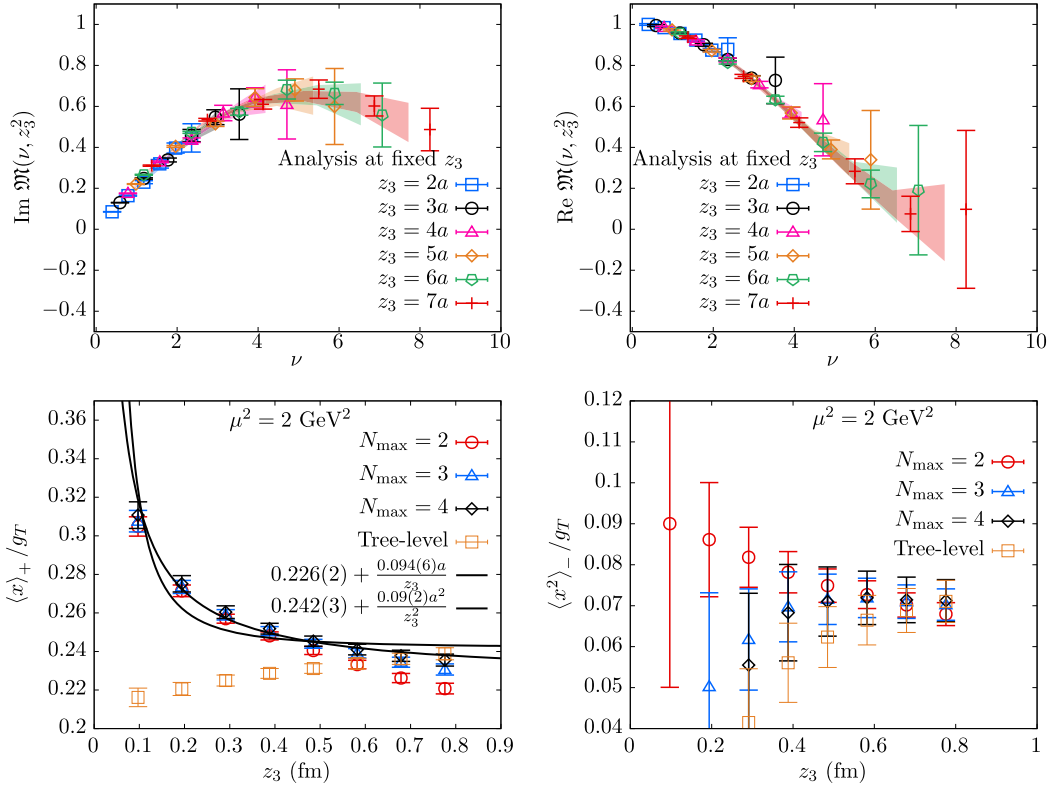 1
0.8
0.6
0.4
0.2
0
−0.2
−0.4
0 2 4 6 8 10
Im 𝔐(ν, z₃²)
ν
Analysis at fixed z₃
z₃ = 2a
z₃ = 3a
z₃ = 4a
z₃ = 5a
z₃ = 6a
z₃ = 7a
1
0.8
0.6
0.4
0.2
0
−0.2
−0.4
0 2 4 6 8 10
Re 𝔐(ν, z₃²)
ν
Analysis at fixed z₃
z₃ = 2a
z₃ = 3a
z₃ = 4a
z₃ = 5a
z₃ = 6a
z₃ = 7a
0.36
0.34
0.32
0.3
0.28
0.26
0.24
0.22
0.2
0 0.1 0.2 0.3 0.4 0.5 0.6 0.7 0.8 0.9
⟨x⟩₊/g_T
z₃ (fm)
μ² = 2 GeV²
N_max = 2
N_max = 3
N_max = 4
Tree-level
0.226(2) + 0.094(6)a/z₃
0.242(3) + 0.09(2)a²/z₃²
0.12
0.11
0.1
0.09
0.08
0.07
0.06
0.05
0.04
0 0.2 0.4 0.6 0.8 1
⟨x²⟩₋/g_T
z₃ (fm)
μ² = 2 GeV²
N_max = 2
N_max = 3
N_max = 4
Tree-level